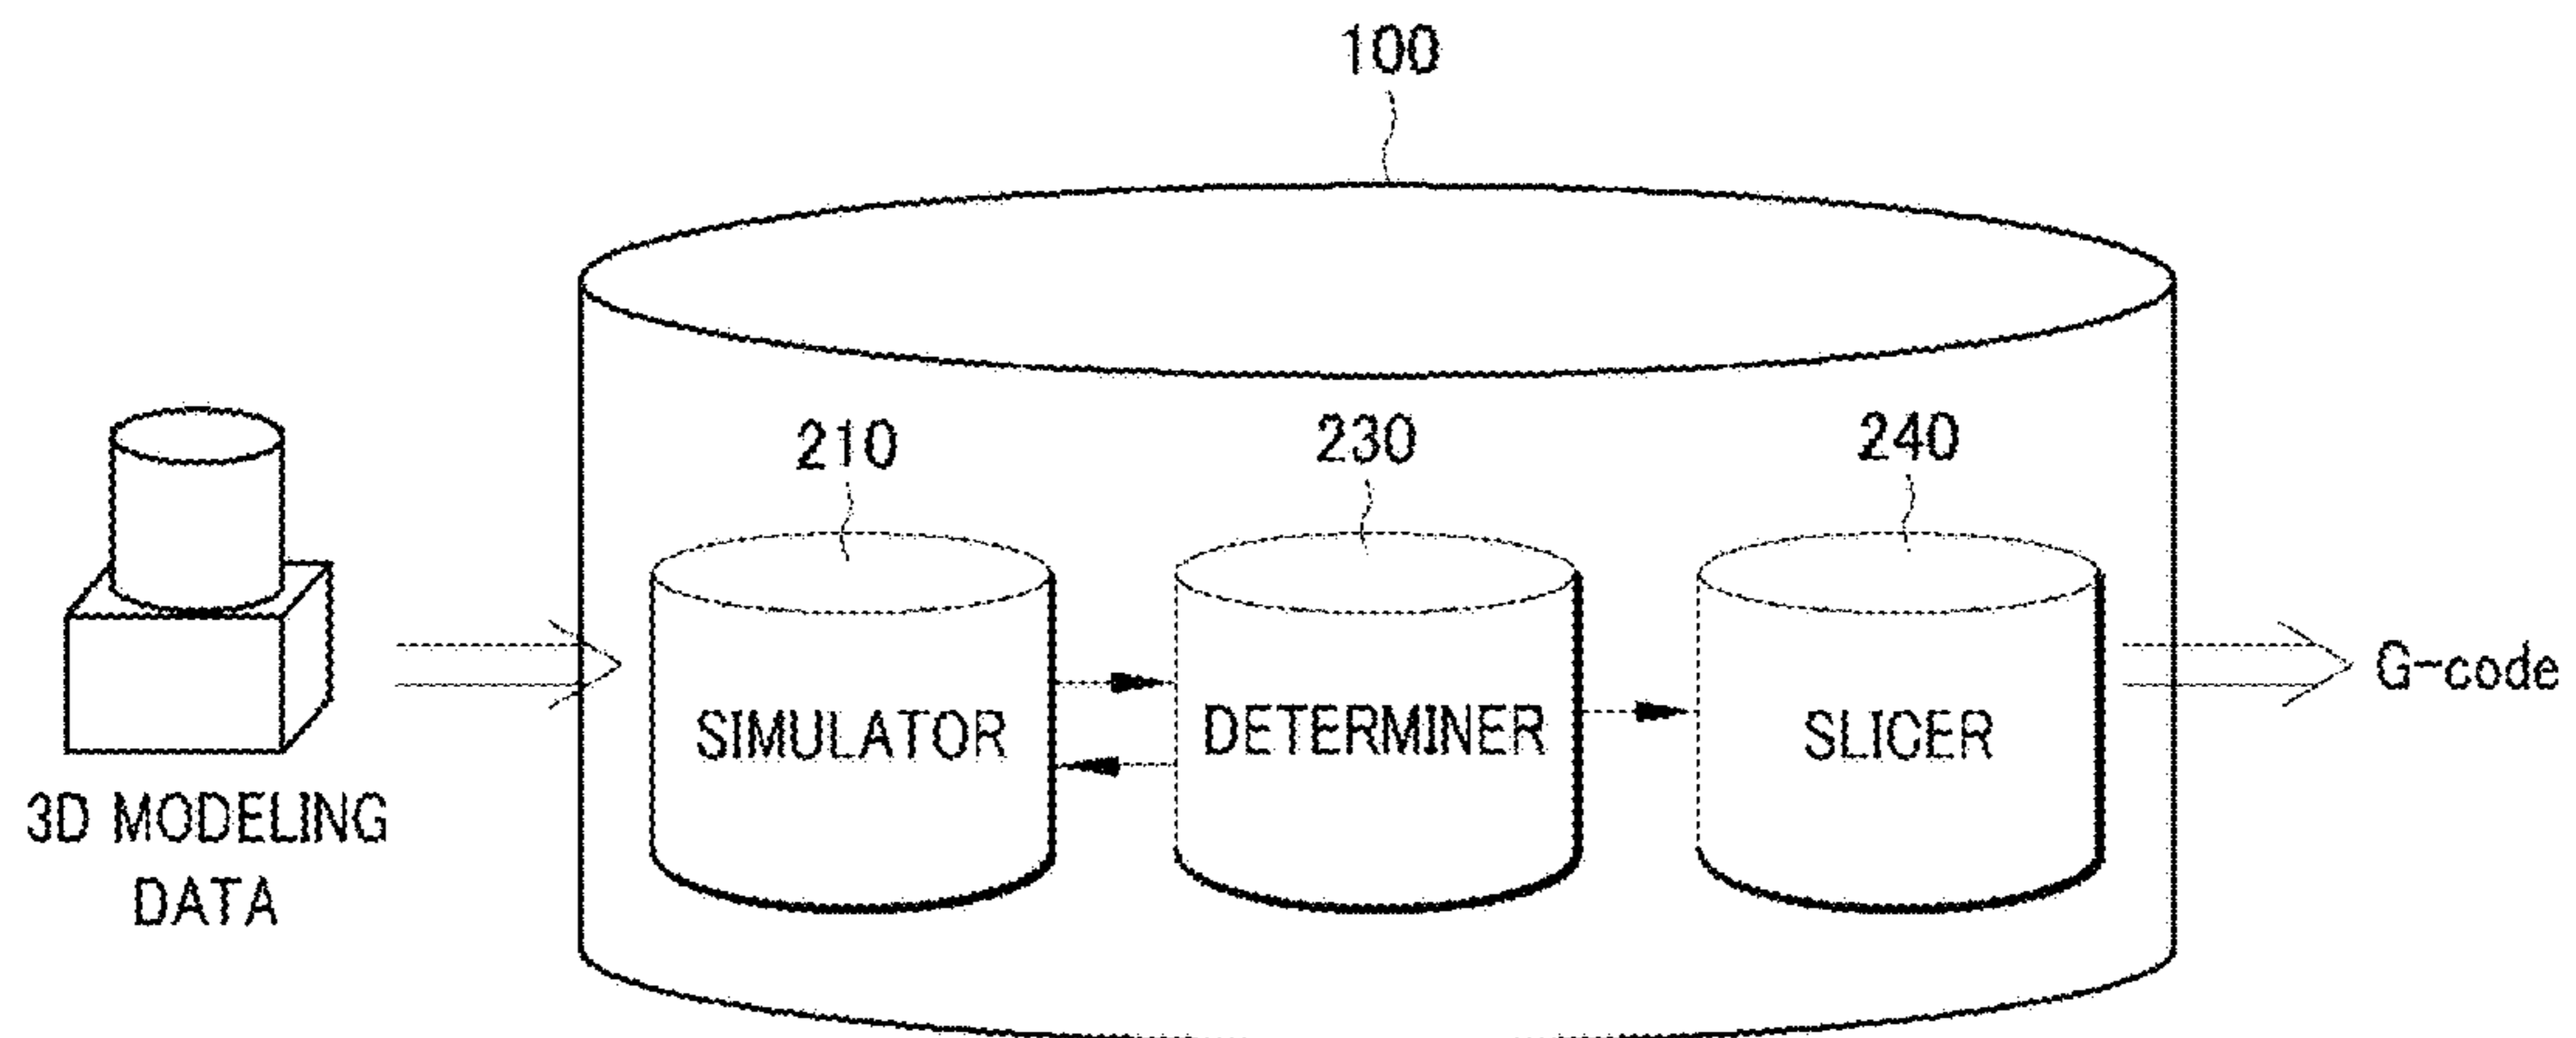 100
210
230
240
SIMULATOR
DETERMINER
SLICER
G-code
3D MODELING
DATA